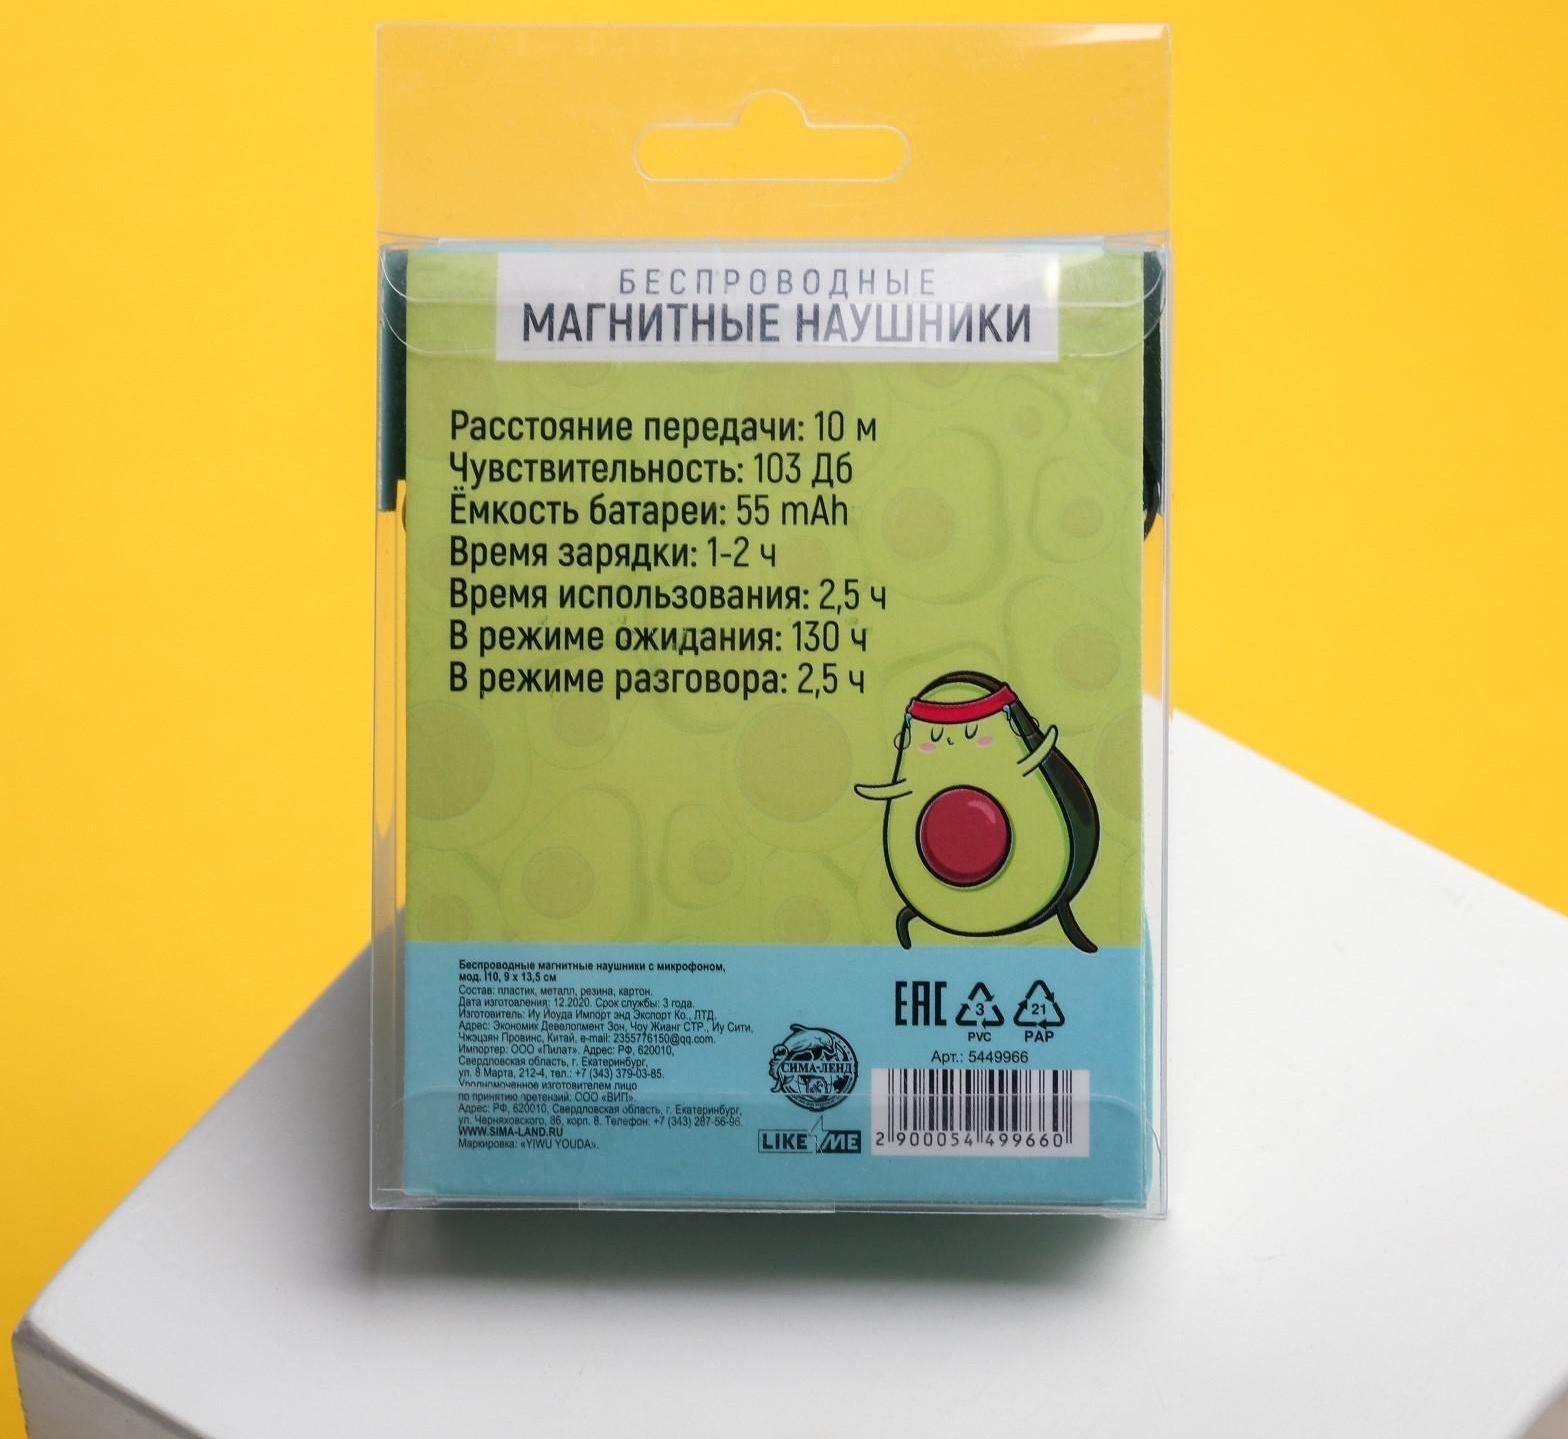 БЕСПРОВОДНЫЕ
МАГНИТНЫЕ НАУШНИКИ
Расстояние передачи: 10 м
Чувствительность: 103 Дб
Ёмкость батареи: 55 mAh
Время зарядки: 1-2 ч
Время использования: 2,5 ч
В режиме ожидания: 130 ч
В режиме разговора: 2,5 ч
Беспроводные магнитные наушники с микрофоном,
мод. I10, 9 x 13,5 см
Состав: пластик, металл, резина, картон.
Дата изготовления: 12.2020. Срок службы: 3 года.
Изготовитель: Иу Йоуда Импорт энд Экспорт Ко., ЛТД.
Адрес: Экономик Девелопмент Зон, Чоу Жианг СТР., Иу Сити,
Чжэцзян Провинс, Китай, e-mail: 2355776150@qq.com.
Импортер: ООО «Пилат». Адрес: РФ, 620010,
Свердловская область, г. Екатеринбург,
ул. 8 Марта, 212-4, тел.: +7 (343) 379-03-85.
Уполномоченное изготовителем лицо
по принятию претензий: ООО «ВИП».
Адрес: РФ, 620010, Свердловская область, г. Екатеринбург,
ул. Черняховского, 86, корп. 8. Телефон: +7 (343) 287-56-96.
WWW.SIMA-LAND.RU
Маркировка: «YIWU YOUDA».
СИМА-ЛЕНД
LIKE ME
EAC
3
PVC
21
PAP
Арт.: 5449966
2 900054 499660